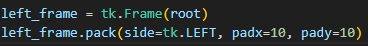 left_frame = tk.Frame(root)
left_frame.pack(side=tk.LEFT, padx=10, pady=10)